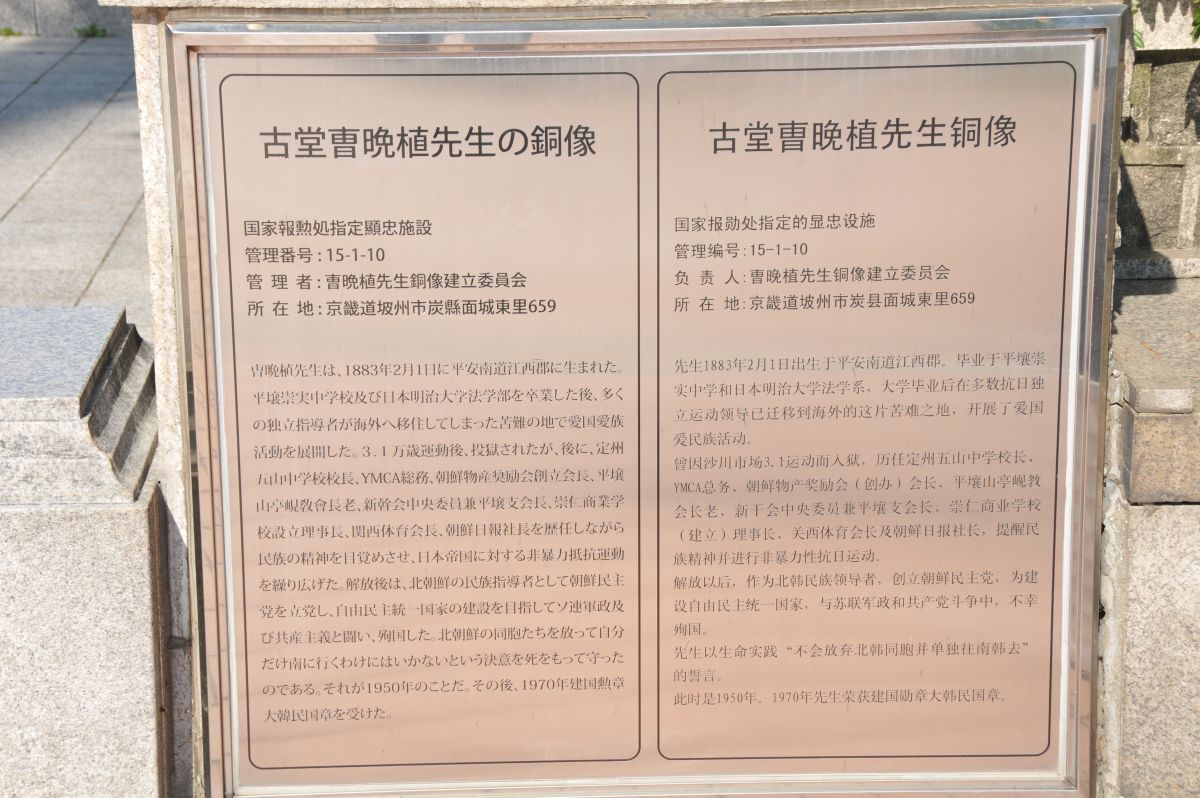 古堂曺晩植先生の銅像
国家報勲処指定顯忠施設
管理番号：15-1-10
管 理 者：曺晩植先生銅像建立委員会
所 在 地：京畿道坡州市炭縣面城東里659
曺晩植先生は、1883年2月1日に平安南道江西郡に生まれた。
平壌崇実中学校及び日本明治大学法学部を卒業した後、多く
の独立指導者が海外へ移住してしまった苦難の地で愛国愛族
活動を展開した。３.１万歳運動後、投獄されたが、後に、定州
五山中学校校長、YMCA総務、朝鮮物産奨励会創立会長、平壌
山亭峴敎會長老、新幹会中央委員兼平壌支会長、崇仁商業学
校設立理事長、関西体育会長、朝鮮日報社長を歴任しながら
民族の精神を目覚めさせ、日本帝国に対する非暴力抵抗運動
を繰り広げた。解放後は、北朝鮮の民族指導者として朝鮮民主
党を立党し、自由民主統一国家の建設を目指してソ連軍政及
び共産主義と闘い、殉国した。北朝鮮の同胞たちを放って自分
だけ南に行くわけにはいかないという決意を死をもって守った
のである。それが1950年のことだ。その後、1970年建国勲章
大韓民国章を受けた。
古堂曺晚植先生铜像
国家报勋处指定的显忠设施
管理编号：15-1-10
负 责 人：曺晚植先生铜像建立委员会
所 在 地：京畿道坡州市炭县面城東里659
先生1883年2月1日出生于平安南道江西郡。毕业于平壤崇
实中学和日本明治大学法学系，大学毕业后在多数抗日独
立运动领导已迁移到海外的这片苦难之地，开展了爱国
爱民族活动。
曾因沙川市场3.1运动而入狱，历任定州五山中学校长、
YMCA总务、朝鲜物产奖励会（创办）会长、平壤山亭岘教
会长老、新干会中央委员兼平壤支会长、崇仁商业学校
（建立）理事长、关西体育会长及朝鲜日报社长，提醒民
族精神并进行非暴力性抗日运动。
解放以后，作为北韩民族领导者，创立朝鲜民主党，为建
设自由民主统一国家，与苏联军政和共产党斗争中，不幸
殉国。
先生以生命实践“不会放弃北韩同胞并单独往南韩去”
的誓言。
此时是1950年，1970年先生荣获建国勋章大韩民国章。